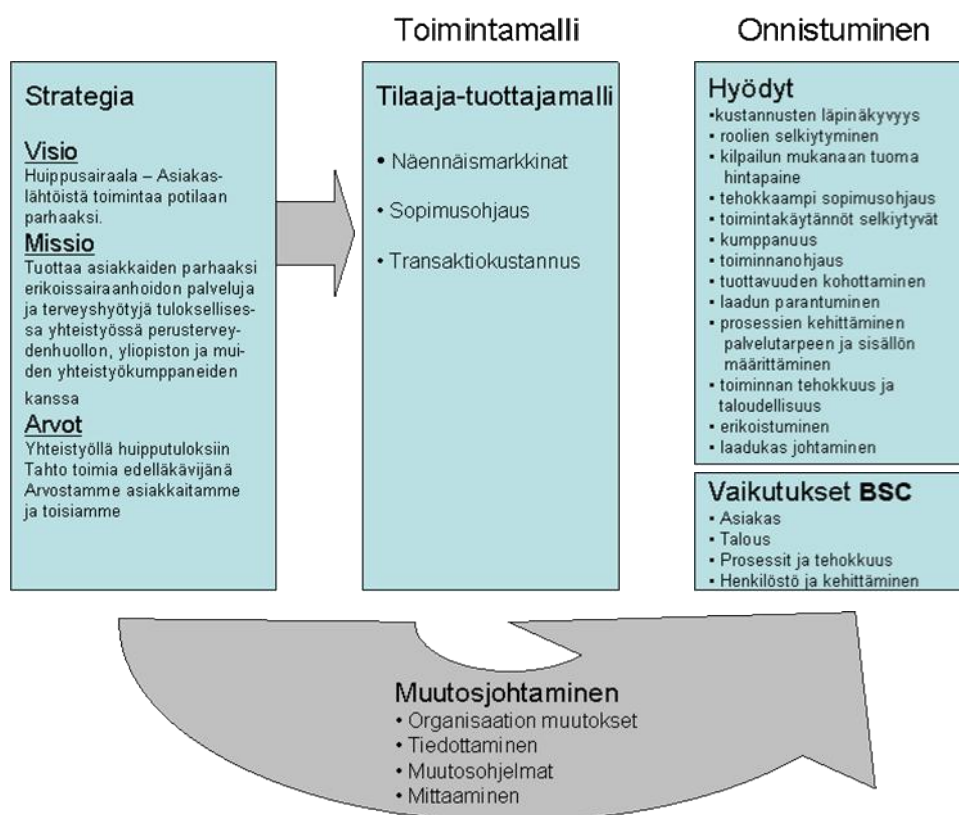 Toimintamalli
Onnistuminen
Strategia
Visio
Huippusairaala – Asiakas-
lähtöistä toimintaa potilaan
parhaaksi.
Missio
Tuottaa asiakkaiden parhaaksi
erikoissairaanhoidon palveluja
ja terveyshyötyjä tuloksellises-
sa yhteistyössä perustervey-
denhuollon, yliopiston ja mui-
den yhteistyökumppaneiden
kanssa
Arvot
Yhteistyöllä huipputuloksiin
Tahto toimia edelläkävijänä
Arvostamme asiakkaitamme
ja toisiamme
Tilaaja-tuottajamalli
• Näennäismarkkinat
• Sopimusohjaus
• Transaktiokustannus
Hyödyt
▪kustannusten läpinäkyvyys
▪ roolien selkiytyminen
▪ kilpailun mukanaan tuoma
hintapaine
▪ tehokkaampi sopimusohjaus
▪ toimintakäytännöt selkiytyvät
▪ kumppanuus
▪ toiminnanohjaus
▪ tuottavuuden kohottaminen
▪ laadun parantuminen
▪ prosessien kehittäminen
palvelutarpeen ja sisällön
määrittäminen
▪ toiminnan tehokkuus ja
taloudellisuus
▪ erikoistuminen
▪ laadukas johtaminen
Vaikutukset BSC
▪ Asiakas
▪ Talous
▪ Prosessit ja tehokkuus
▪ Henkilöstö ja kehittäminen
Muutosjohtaminen
• Organisaation muutokset
• Tiedottaminen
• Muutosohjelmat
• Mittaaminen